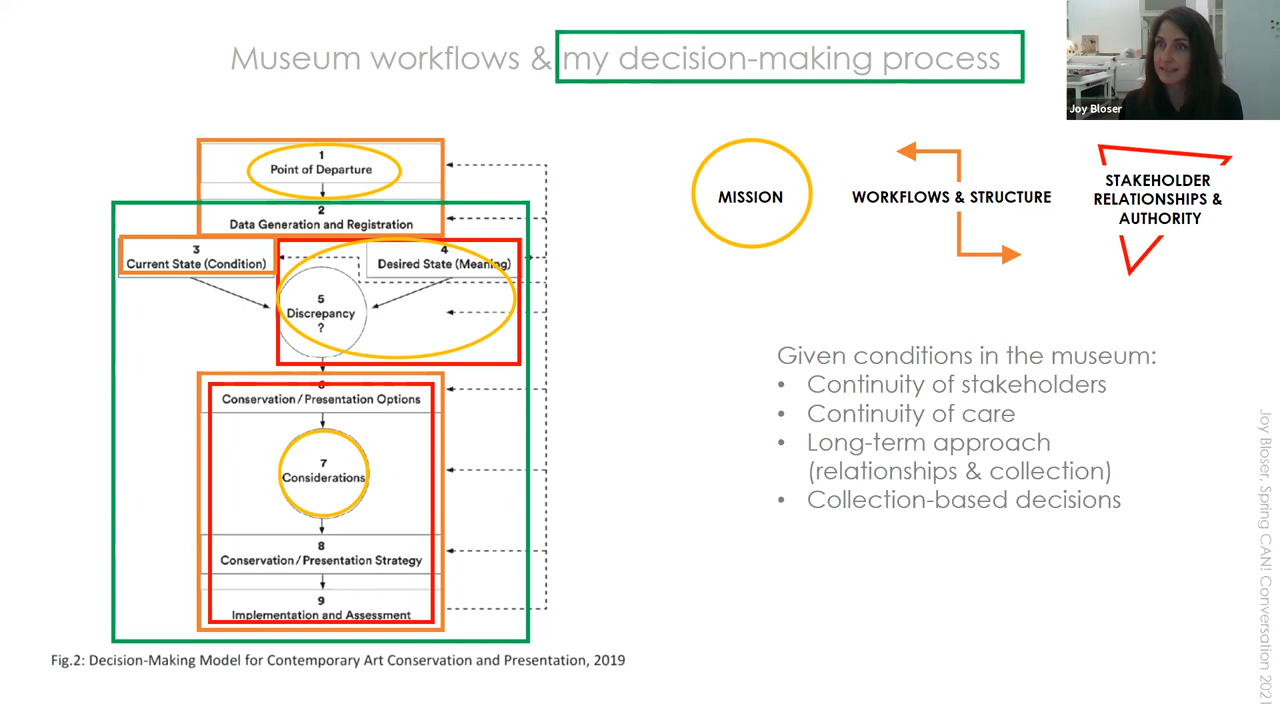 Museum workflows & my decision-making process
Joy Bloser
1
Point of Departure
2
Data Generation and Registration
3
Current State (Condition)
4
Desired State (Meaning)
5
Discrepancy
?
6
Conservation/Presentation Options
7
Considerations
8
Conservation/Presentation Strategy
9
Implementation and Assessment
Fig.2: Decision-Making Model for Contemporary Art Conservation and Presentation, 2019
MISSION
WORKFLOWS & STRUCTURE
STAKEHOLDER
RELATIONSHIPS &
AUTHORITY
Given conditions in the museum:
• Continuity of stakeholders
• Continuity of care
• Long-term approach
(relationships & collection)
• Collection-based decisions
Joy Bloser, Spring CAN! Conversation 2021